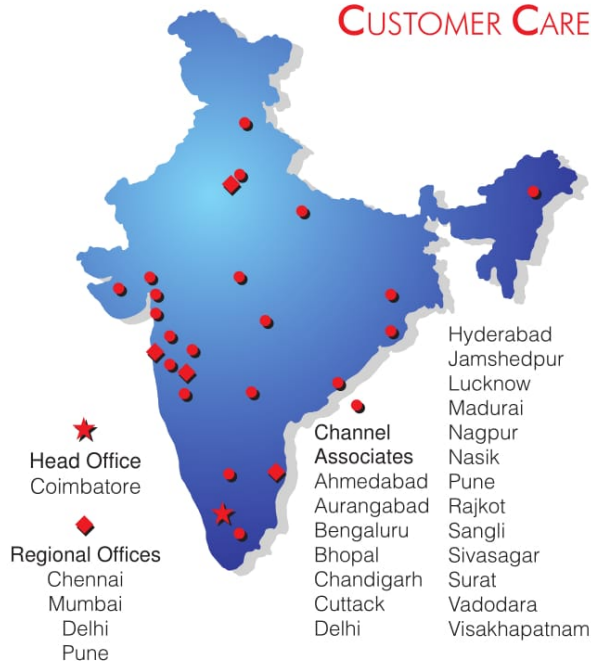 CUSTOMER CARE
Head Office
Coimbatore
Regional Offices
Chennai
Mumbai
Delhi
Pune
Channel
Associates
Ahmedabad
Aurangabad
Bengaluru
Bhopal
Chandigarh
Cuttack
Delhi
Hyderabad
Jamshedpur
Lucknow
Madurai
Nagpur
Nasik
Pune
Rajkot
Sangli
Sivasagar
Surat
Vadodara
Visakhapatnam